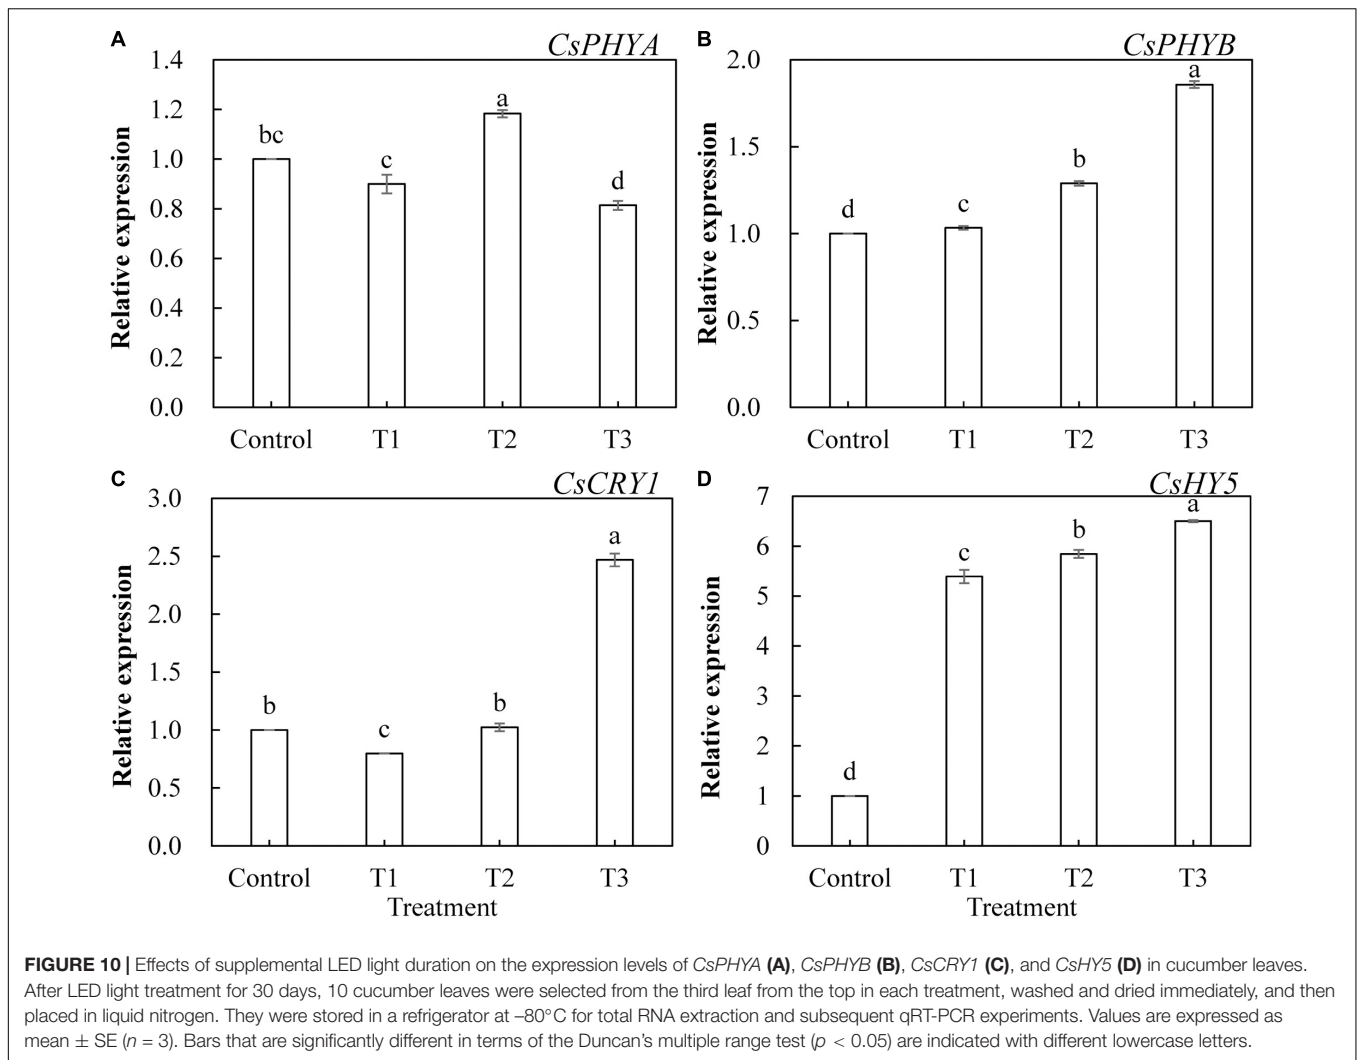 A
CsPHYA
1.4
1.2
1.0
0.8
0.6
0.4
0.2
0.0
Relative expression
bc
c
a
d
Control T1 T2 T3
B
CsPHYB
2.0
1.5
1.0
0.5
0.0
Relative expression
d
c
b
a
Control T1 T2 T3
C
CsCRY1
3.0
2.5
2.0
1.5
1.0
0.5
0.0
Relative expression
b
c
b
a
Control T1 T2 T3
Treatment
D
CsHY5
7
6
5
4
3
2
1
0
Relative expression
d
c
b
a
Control T1 T2 T3
Treatment
FIGURE 10 | Effects of supplemental LED light duration on the expression levels of CsPHYA (A), CsPHYB (B), CsCRY1 (C), and CsHY5 (D) in cucumber leaves.
After LED light treatment for 30 days, 10 cucumber leaves were selected from the third leaf from the top in each treatment, washed and dried immediately, and then
placed in liquid nitrogen. They were stored in a refrigerator at –80°C for total RNA extraction and subsequent qRT-PCR experiments. Values are expressed as
mean ± SE (n = 3). Bars that are significantly different in terms of the Duncan's multiple range test (p < 0.05) are indicated with different lowercase letters.